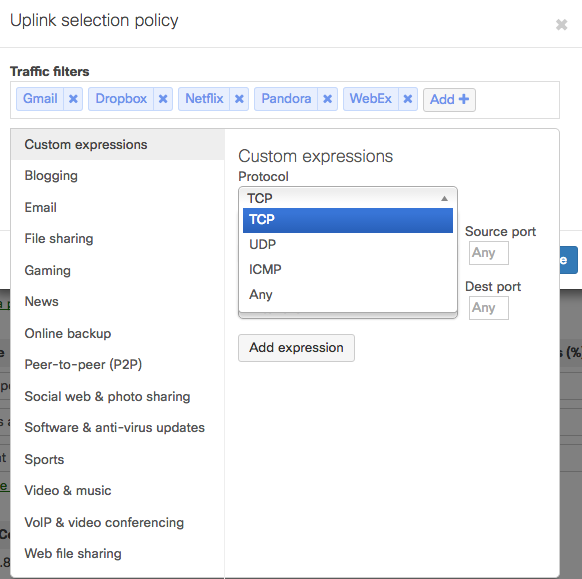 Uplink selection policy
Traffic filters
Gmail × Dropbox × Netflix × Pandora × WebEx × Add +
Custom expressions
Blogging
Email
File sharing
Gaming
News
Online backup
Peer-to-peer (P2P)
Social web & photo sharing
Software & anti-virus updates
Sports
Video & music
VoIP & video conferencing
Web file sharing
Custom expressions
Protocol
TCP
TCP
UDP
ICMP
Any
Source port
Any
Dest port
Any
Add expression